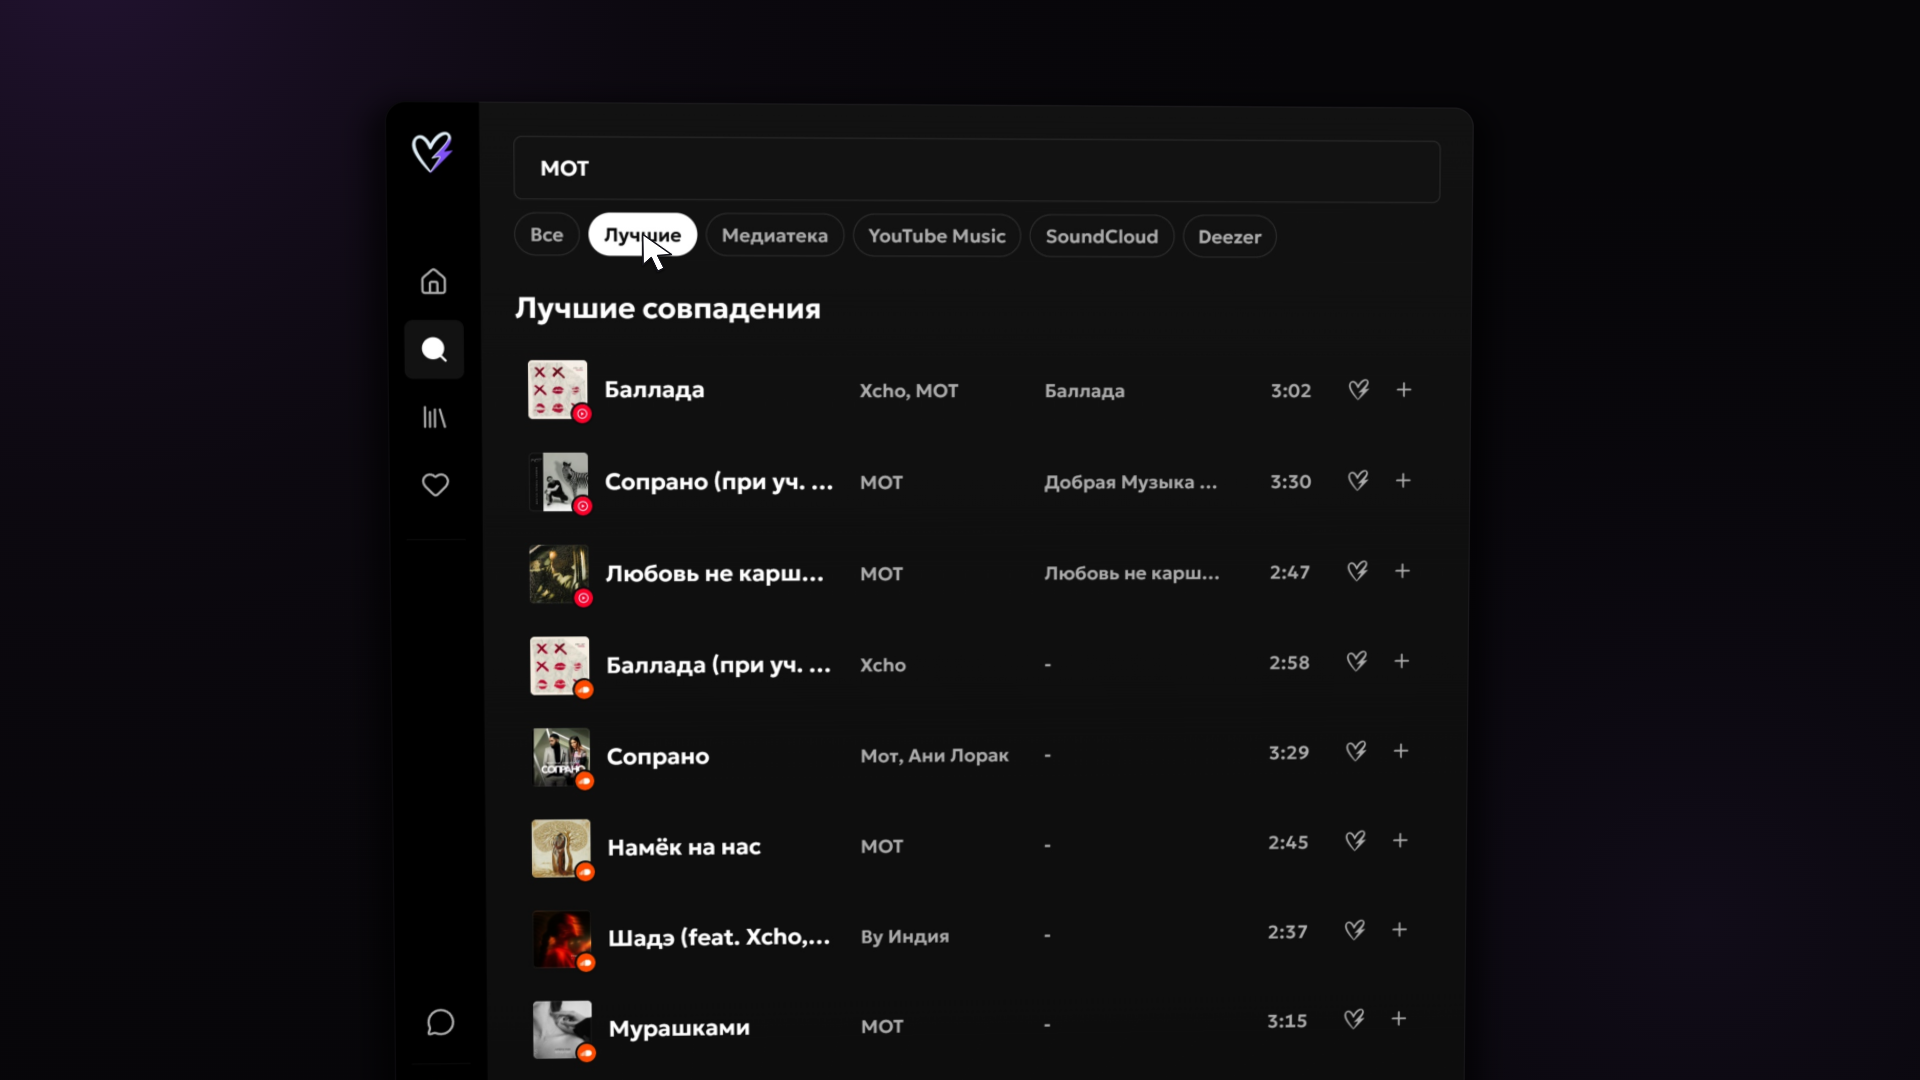 МОТ
Все Лучшие Медиатека YouTube Music SoundCloud Deezer
Лучшие совпадения
Баллада Xcho, МОТ Баллада 3:02
Сопрано (при уч. ... МОТ Добрая Музыка ... 3:30
Любовь не карш... МОТ Любовь не карш... 2:47
Баллада (при уч. ... Xcho - 2:58
СОПРАНО
Сопрано Мот, Ани Лорак - 3:29
Намёк на нас МОТ - 2:45
Шадэ (feat. Xcho,... Ву Индия - 2:37
Мурашками МОТ - 3:15